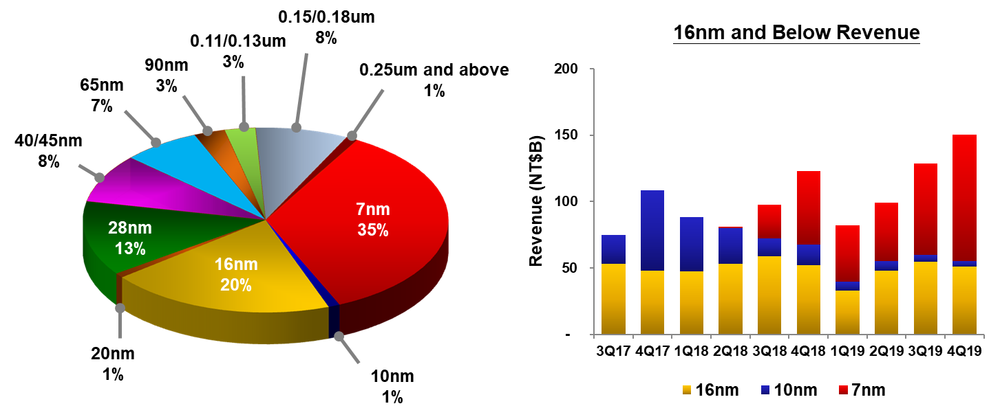 0.15/0.18um
8%
0.11/0.13um
3%
90nm
3%
65nm
7%
40/45nm
8%
0.25um and above
1%
7nm
35%
28nm
13%
16nm
20%
20nm
1%
10nm
1%
16nm and Below Revenue
Revenue (NT$B)
200
150
100
50
-
3Q17 4Q17 1Q18 2Q18 3Q18 4Q18 1Q19 2Q19 3Q19 4Q19
16nm 10nm 7nm